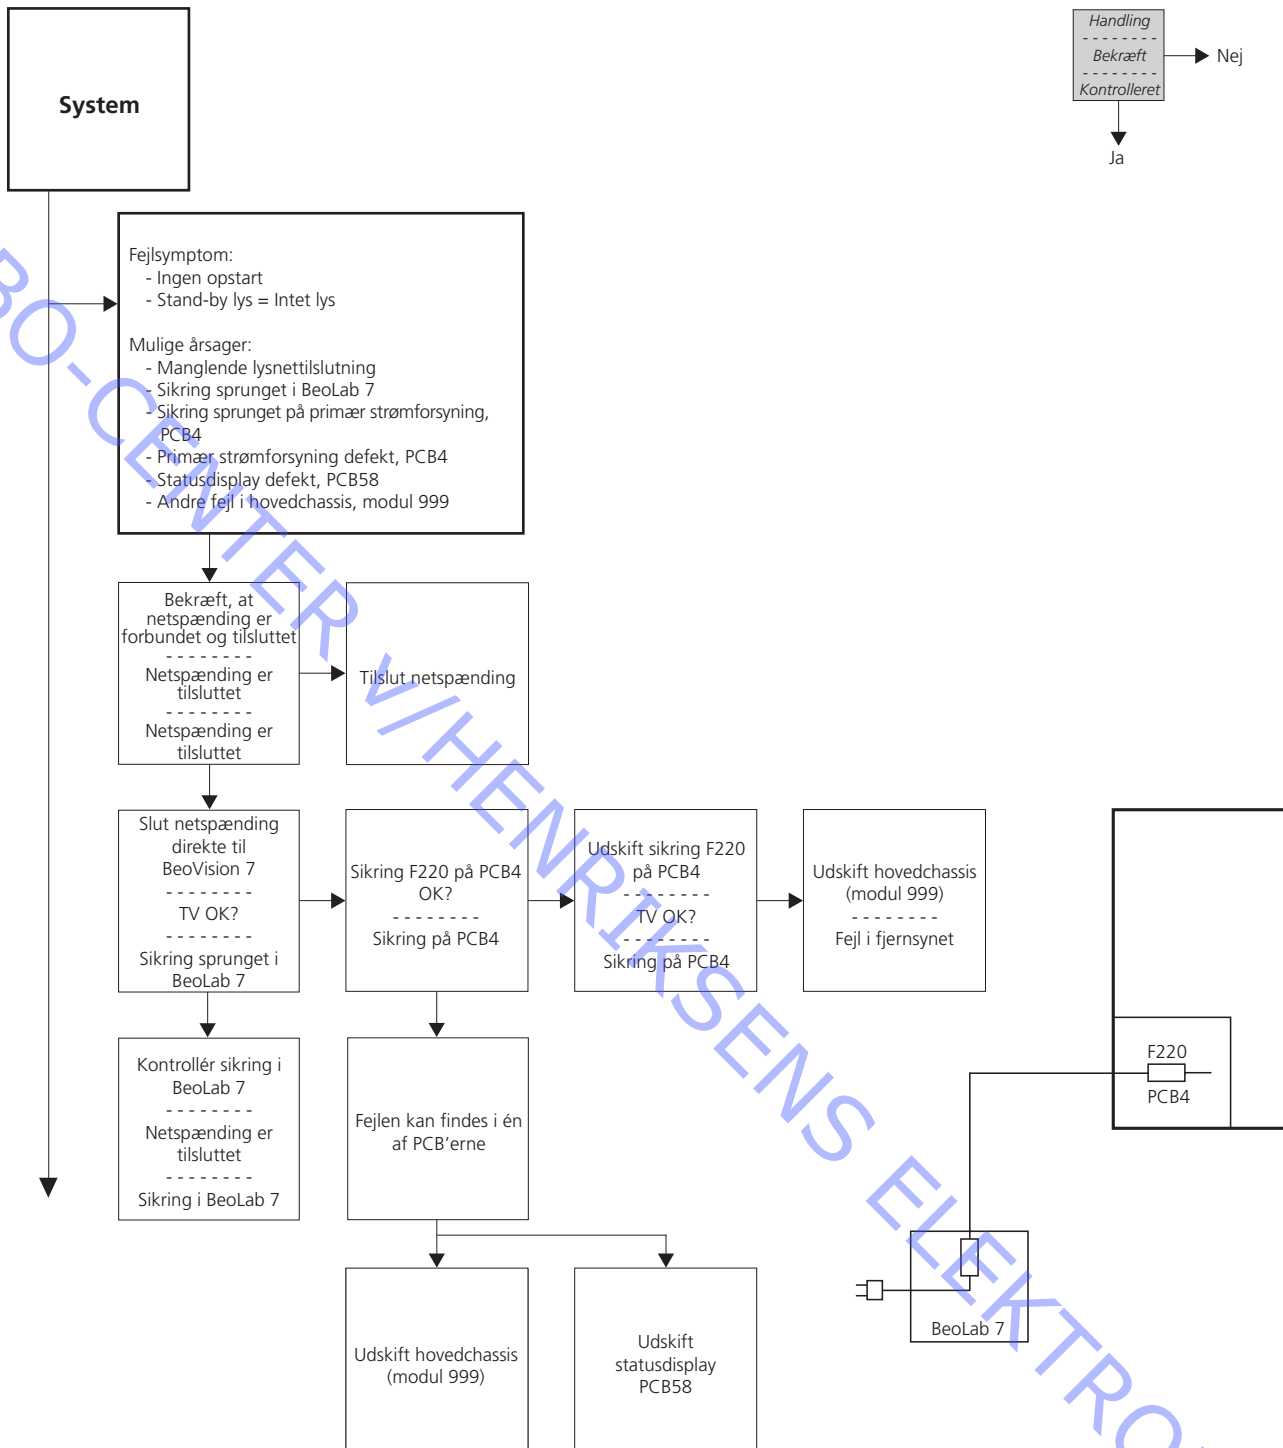 System
Handling
- - - - - - - -
Bekræft
- - - - - - - -
Kontrolleret
Nej
Ja
Fejlsymptom:
- Ingen opstart
- Stand-by lys = Intet lys
Mulige årsager:
- Manglende lysnettilslutning
- Sikring sprunget i BeoLab 7
- Sikring sprunget på primær strømforsyning,
PCB4
- Primær strømforsyning defekt, PCB4
- Statusdisplay defekt, PCB58
- Andre fejl i hovedchassis, modul 999
Bekræft, at
netspænding er
forbundet og tilsluttet
- - - - - - - -
Netspænding er
tilsluttet
- - - - - - - -
Netspænding er
tilsluttet
Tilslut netspænding
Slut netspænding
direkte til
BeoVision 7
- - - - - - - -
TV OK?
- - - - - - - -
Sikring sprunget i
BeoLab 7
Sikring F220 på PCB4
OK?
- - - - - - - -
Sikring på PCB4
Udskift sikring F220
på PCB4
- - - - - - - -
TV OK?
- - - - - - - -
Sikring på PCB4
Udskift hovedchassis
(modul 999)
- - - - - - - -
Fejl i fjernsynet
Kontrollér sikring i
BeoLab 7
- - - - - - - -
Netspænding er
tilsluttet
- - - - - - - -
Sikring i BeoLab 7
Fejlen kan findes i én
af PCB'erne
F220
PCB4
BeoLab 7
Udskift hovedchassis
(modul 999)
Udskift
statusdisplay
PCB58
BO-CENTER v/HENRIKSENS ELEKTRO